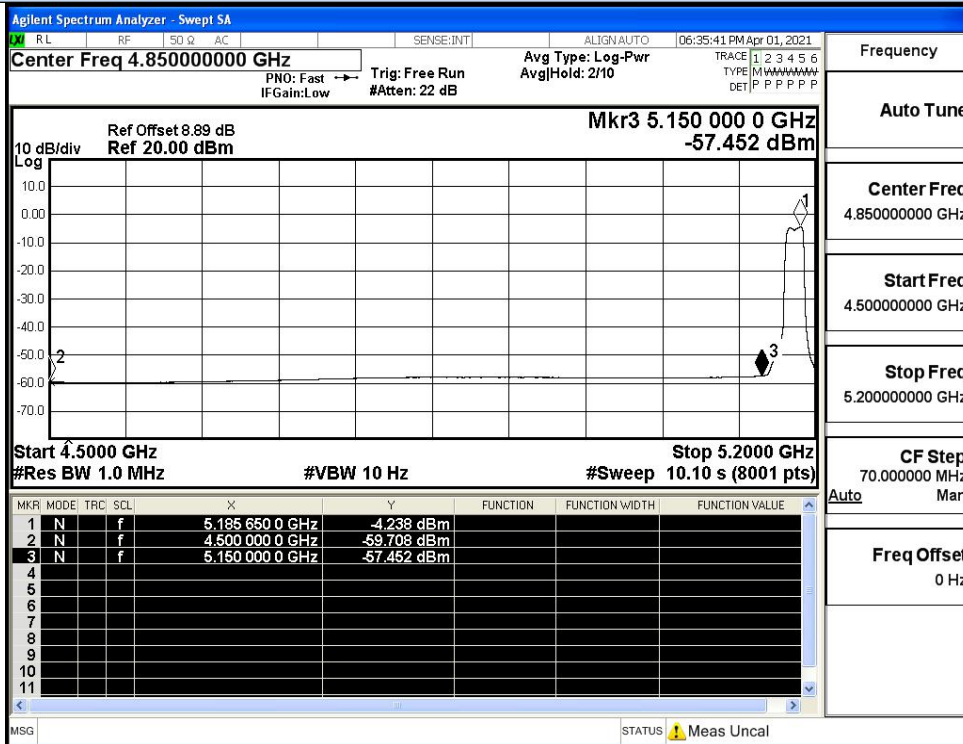 Agilent Spectrum Analyzer - Swept SA
LXI RL RF 50 Ω AC SENSE:INT ALIGNAUTO 06:35:41 PM Apr 01, 2021
Center Freq 4.850000000 GHz
PNO: Fast
IFGain:Low
Trig: Free Run
#Atten: 22 dB
Avg Type: Log-Pwr
Avg|Hold: 2/10
TRACE 1 2 3 4 5 6
TYPE M W W W W W
DET P P P P P P
Ref Offset 8.89 dB
10 dB/div Ref 20.00 dBm
Log
Mkr3 5.150 000 0 GHz
-57.452 dBm
10.0
0.00
-10.0
-20.0
-30.0
-40.0
-50.0
-60.0
-70.0
1
2
3
Start 4.5000 GHz Stop 5.2000 GHz
#Res BW 1.0 MHz #VBW 10 Hz #Sweep 10.10 s (8001 pts)
MKR MODE TRC SCL X Y FUNCTION FUNCTION WIDTH FUNCTION VALUE
1 N f 5.185 650 0 GHz -4.238 dBm
2 N f 4.500 000 0 GHz -59.708 dBm
3 N f 5.150 000 0 GHz -57.452 dBm
4
5
6
7
8
9
10
11
MSG STATUS Meas Uncal
Frequency
Auto Tune
Center Freq
4.850000000 GHz
Start Freq
4.500000000 GHz
Stop Freq
5.200000000 GHz
CF Step
70.000000 MHz
Auto Man
Freq Offset
0 Hz